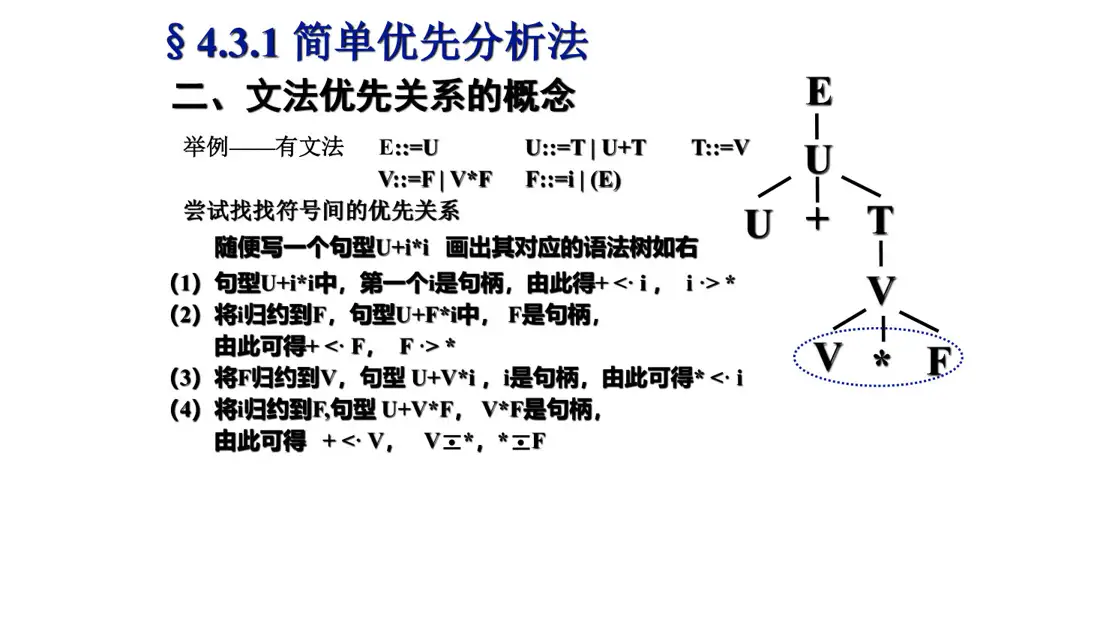 §4.3.1 简单优先分析法
二、文法优先关系的概念
举例——有文法 E::=U U::=T | U+T T::=V
V::=F | V*F F::=i | (E)
尝试找找符号间的优先关系
随便写一个句型U+i*i 画出其对应的语法树如右
（1）句型U+i*i中，第一个i是句柄，由此得+ <· i， i ·> *
（2）将i归约到F，句型U+F*i中， F是句柄，
由此可得+ <· F， F ·> *
（3）将F归约到V，句型 U+V*i ，i是句柄，由此可得* <· i
（4）将i归约到F,句型 U+V*F， V*F是句柄，
由此可得 + <· V， V≐*，*≐F
E
U
U + T
V
V * F